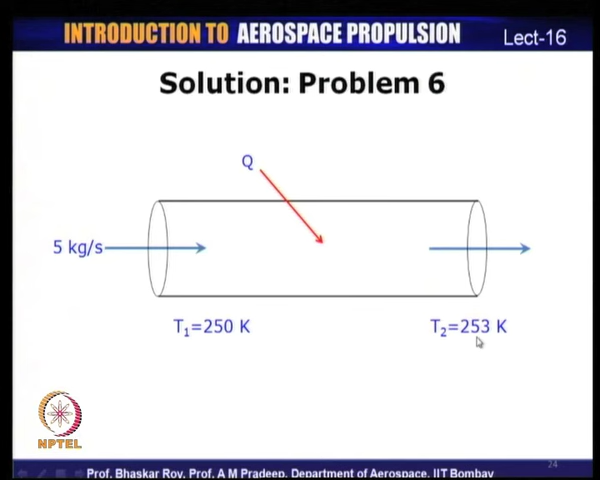 INTRODUCTION TO AEROSPACE PROPULSION
Lect-16
Solution: Problem 6
Q
5 kg/s
T₁=250 K
T₂=253 K
NPTEL
24
Prof. Bhaskar Roy, Prof. A M Pradeep, Department of Aerospace, IIT Bombay